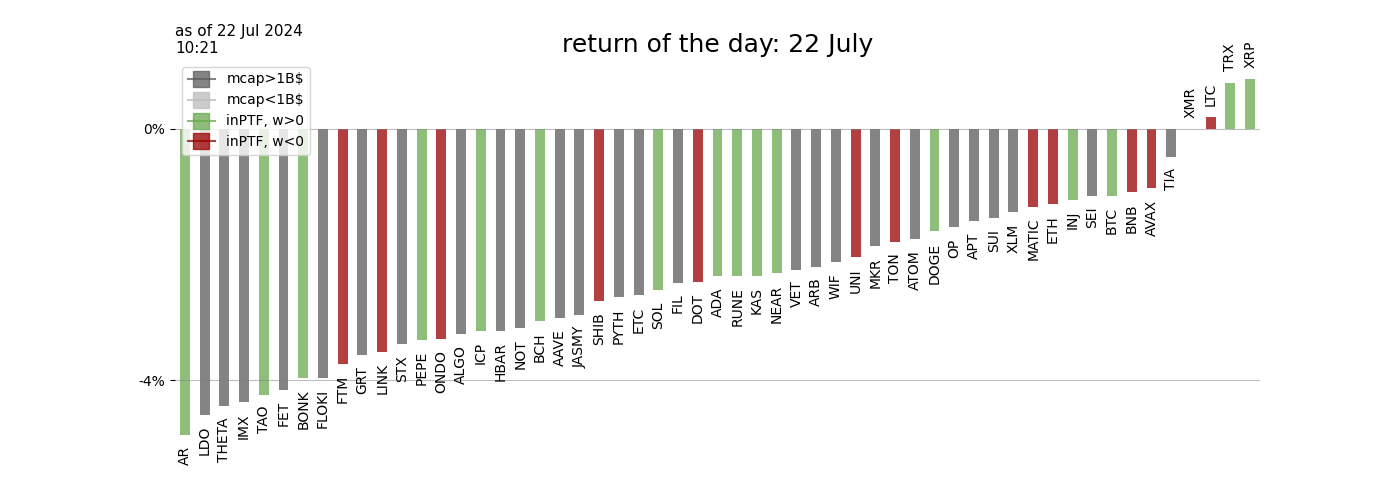 as of 22 Jul 2024
10:21
return of the day: 22 July
mcap>1B$
mcap<1B$
inPTF, w>0
inPTF, w<0
0%
-4%
AR
LDO
THETA
IMX
TAO
FET
BONK
FLOKI
FTM
GRT
LINK
STX
PEPE
ONDO
ALGO
ICP
HBAR
NOT
BCH
AAVE
JASMY
SHIB
PYTH
ETC
SOL
FIL
DOT
ADA
RUNE
KAS
NEAR
VET
ARB
WIF
UNI
MKR
TON
ATOM
DOGE
OP
APT
SUI
XLM
MATIC
ETH
INJ
SEI
BTC
BNB
AVAX
TIA
XMR
LTC
TRX
XRP